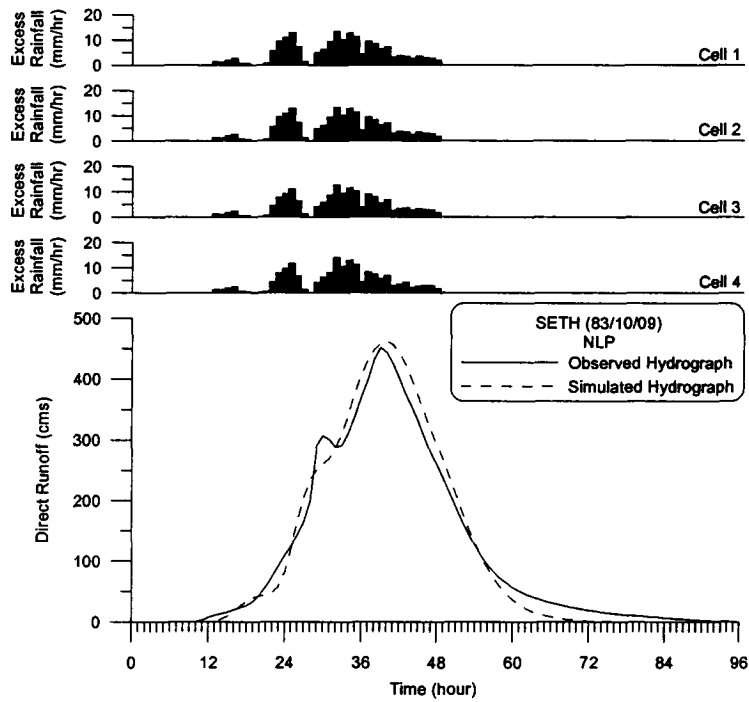 Excess
Rainfall
(mm/hr)
20
10
0
Cell 1
Excess
Rainfall
(mm/hr)
20
10
0
Cell 2
Excess
Rainfall
(mm/hr)
20
10
0
Cell 3
Excess
Rainfall
(mm/hr)
20
10
0
Cell 4
SETH (83/10/09)
NLP
Observed Hydrograph
Simulated Hydrograph
Direct Runoff (cms)
500
400
300
200
100
0
0 12 24 36 48 60 72 84 96
Time (hour)